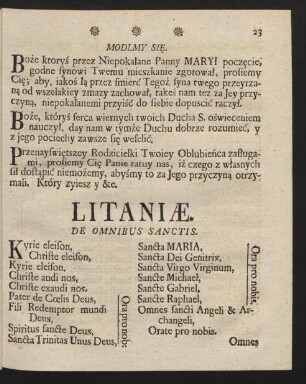 23
MODLMY SIĘ.
Boże ktoryś przez Niepokalane Panny MARYI poczęcie,
godne synowi Twemu mieszkanie zgotował, prosiemy
Cię; aby, iakoś Ią przez śmierć Tegoż syna twego przeyrza-
ną od wszelakiey zmazy zachował, takeś nam tez za Jey przy-
czyną, niepokalanemi przyiść do siebie dopuścić raczył.
Boże, ktoryś serca wiernych twoich Ducha S. oświeceniem
nauczył, day nam w tymże Duchu dobrze rozumieć, y
z jego pociechy zawsze się weselić.
Przenayświętszey Rodzicielki Twoiey Oblubieńca zasługa-
mi, prosiemy Cię Panie ratuy nas, iż czego z własnych
sił dostąpić niemożemy, abyśmy to za Jego przyczyną otrzy-
mali. Ktory zyiesz y &c.
LITANIÆ.
DE OMNIBUS SANCTIS.
Kyrie eleison,
Christe eleison,
Kyrie eleison.
Christe audi nos,
Christe exaudi nos.
Pater de Cœlis Deus,
Fili Redemptor mundi
Deus,
Spiritus sancte Deus,
Sancta Trinitas Unus Deus,
Ora pro nobis
Sancta MARIA,
Sancta Dei Genitrix,
Sancta Virgo Virginum,
Sancte Michael,
Sancte Gabriel,
Sancte Raphael,
Omnes sancti Angeli & Ar-
changeli,
Orate pro nobis.
Ora pro nobis.
Omnes